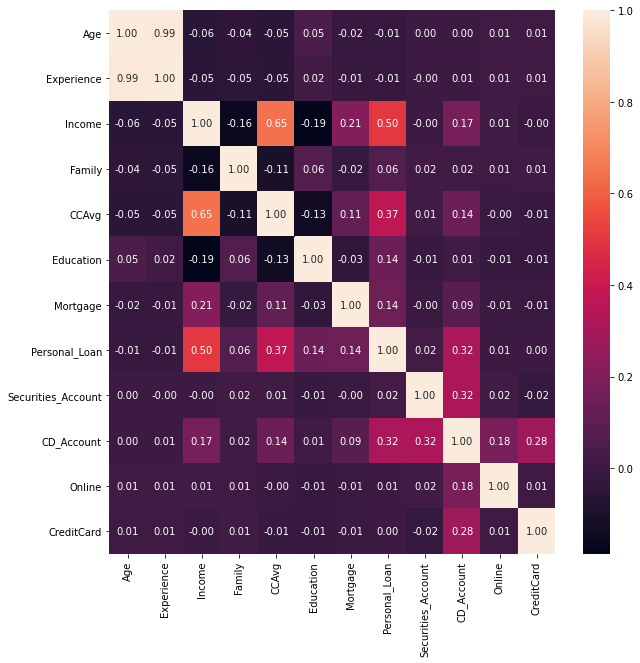 Age 1.00 0.99 -0.06 -0.04 -0.05 0.05 -0.02 -0.01 0.00 0.00 0.01 0.01
Experience 0.99 1.00 -0.05 -0.05 -0.05 0.02 -0.01 -0.01 -0.00 0.01 0.01 0.01
Income -0.06 -0.05 1.00 -0.16 0.65 -0.19 0.21 0.50 -0.00 0.17 0.01 -0.00
Family -0.04 -0.05 -0.16 1.00 -0.11 0.06 -0.02 0.06 0.02 0.02 0.01 0.01
CCAvg -0.05 -0.05 0.65 -0.11 1.00 -0.13 0.11 0.37 0.01 0.14 -0.00 -0.01
Education 0.05 0.02 -0.19 0.06 -0.13 1.00 -0.03 0.14 -0.01 0.01 -0.01 -0.01
Mortgage -0.02 -0.01 0.21 -0.02 0.11 -0.03 1.00 0.14 -0.00 0.09 -0.01 -0.01
Personal_Loan -0.01 -0.01 0.50 0.06 0.37 0.14 0.14 1.00 0.02 0.32 0.01 0.00
Securities_Account 0.00 -0.00 -0.00 0.02 0.01 -0.01 -0.00 0.02 1.00 0.32 0.02 -0.02
CD_Account 0.00 0.01 0.17 0.02 0.14 0.01 0.09 0.32 0.32 1.00 0.18 0.28
Online 0.01 0.01 0.01 0.01 -0.00 -0.01 -0.01 0.01 0.02 0.18 1.00 0.01
CreditCard 0.01 0.01 -0.00 0.01 -0.01 -0.01 -0.01 0.00 -0.02 0.28 0.01 1.00
Age
Experience
Income
Family
CCAvg
Education
Mortgage
Personal_Loan
Securities_Account
CD_Account
Online
CreditCard
1.0
0.8
0.6
0.4
0.2
0.0